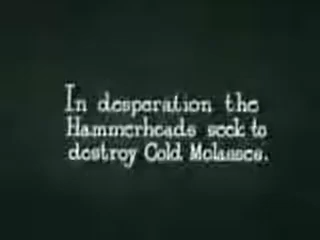 In desperation the
Hammerheads seek to
destroy Cold Molasses.